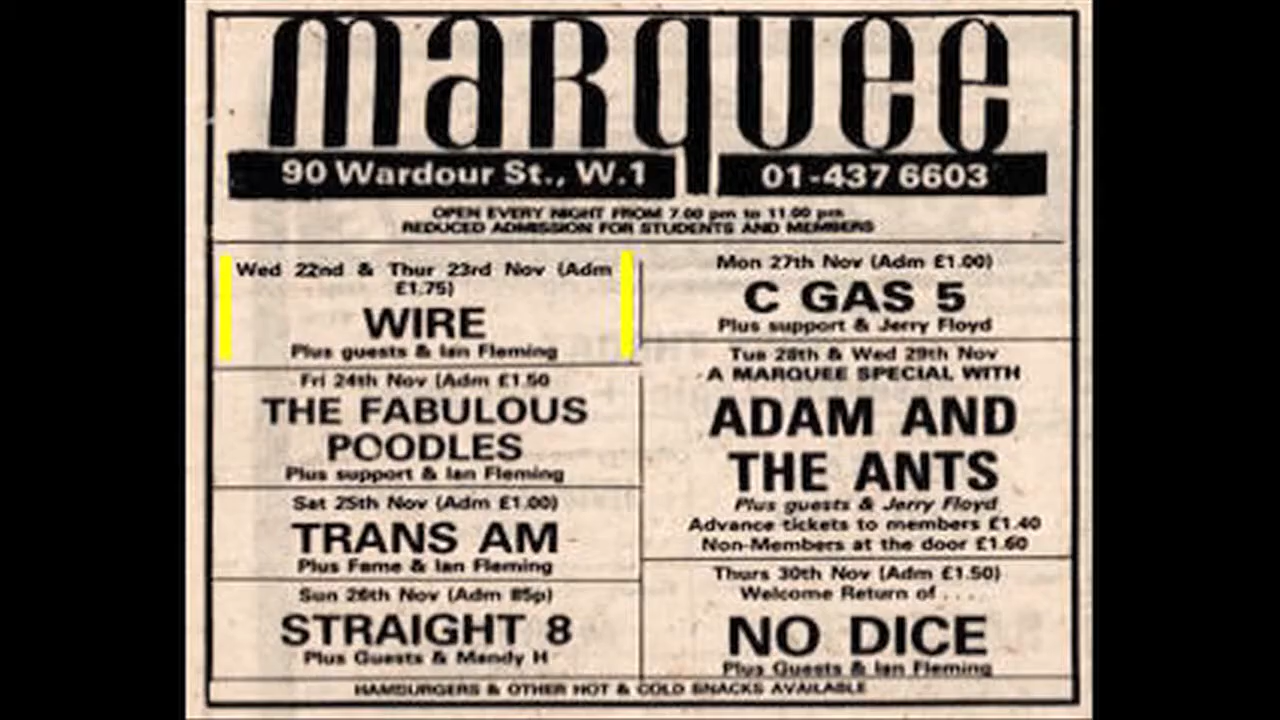 marquee
90 Wardour St., W.1
01-437 6603
OPEN EVERY NIGHT FROM 7.00 pm to 11.00 pm
REDUCED ADMISSION FOR STUDENTS AND MEMBERS
Wed 22nd & Thur 23rd Nov (Adm
£1.75)
WIRE
Plus guests & Ian Fleming
Fri 24th Nov (Adm £1.50
THE FABULOUS
POODLES
Plus support & Ian Fleming
Sat 25th Nov (Adm £1.00)
TRANS AM
Plus Fame & Ian Fleming
Sun 26th Nov (Adm 85p)
STRAIGHT 8
Plus Guests & Mandy H
Mon 27th Nov (Adm £1.00)
C GAS 5
Plus support & Jerry Floyd
Tue 28th & Wed 29th Nov
A MARQUEE SPECIAL WITH
ADAM AND
THE ANTS
Plus guests & Jerry Floyd
Advance tickets to members £1.40
Non-Members at the door £1.60
Thurs 30th Nov (Adm £1.50)
Welcome Return of . . . .
NO DICE
Plus Guests & Ian Fleming
HAMBURGERS & OTHER HOT & COLD SNACKS AVAILABLE